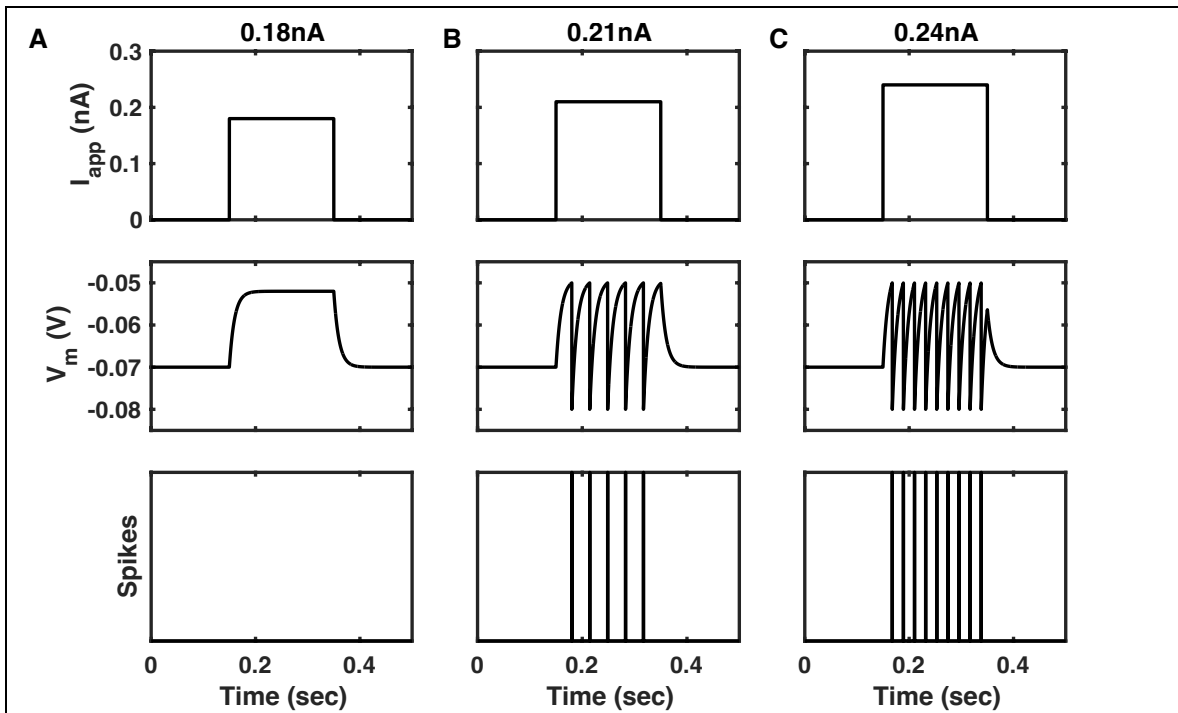 A 0.18nA B 0.21nA C 0.24nA
0.3
0.2
0.1
0
I_app (nA)
-0.05
-0.06
-0.07
-0.08
V_m (V)
Spikes
0 0.2 0.4 0 0.2 0.4 0 0.2 0.4
Time (sec) Time (sec) Time (sec)